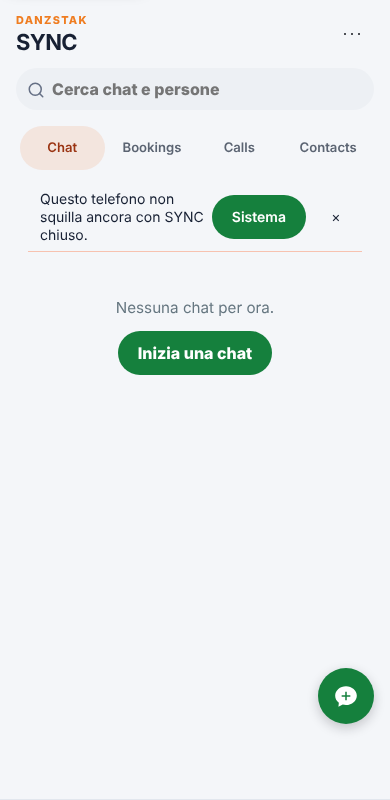 DANZSTAK
SYNC
...
Cerca chat e persone
Chat
Bookings
Calls
Contacts
Questo telefono non
squilla ancora con SYNC
chiuso.
Sistema
×
Nessuna chat per ora.
Inizia una chat